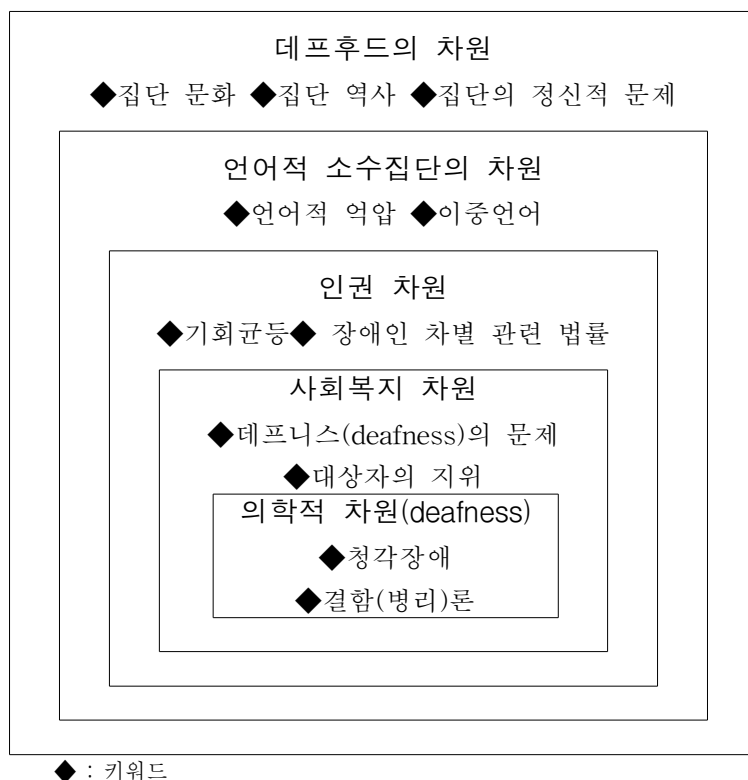 데프후드의 차원
◆집단 문화 ◆집단 역사 ◆집단의 정신적 문제
언어적 소수집단의 차원
◆언어적 억압 ◆이중언어
인권 차원
◆기회균등◆ 장애인 차별 관련 법률
사회복지 차원
◆데프니스(deafness)의 문제
◆대상자의 지위
의학적 차원(deafness)
◆청각장애
◆결함(병리)론
◆ : 키워드